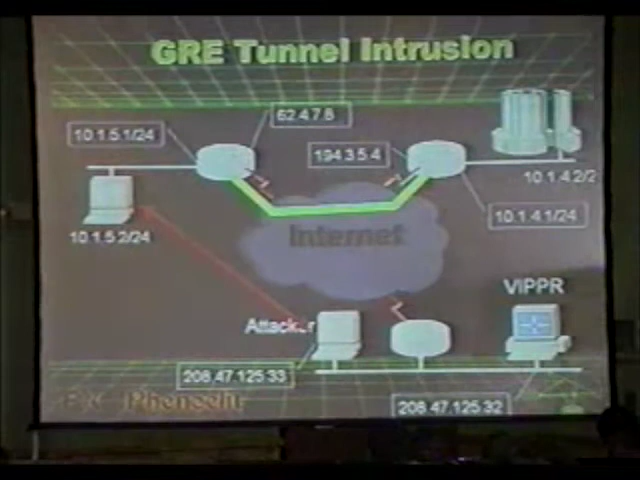 GRE Tunnel Intrusion
62.4.7.8
10.1.5.1/24
194.3.5.4
10.1.4.2/2
10.1.4.1/24
10.1.5.2/24
Internet
VIPPR
Attacker
208.47.125.33
208.47.125.32
Phenoelit